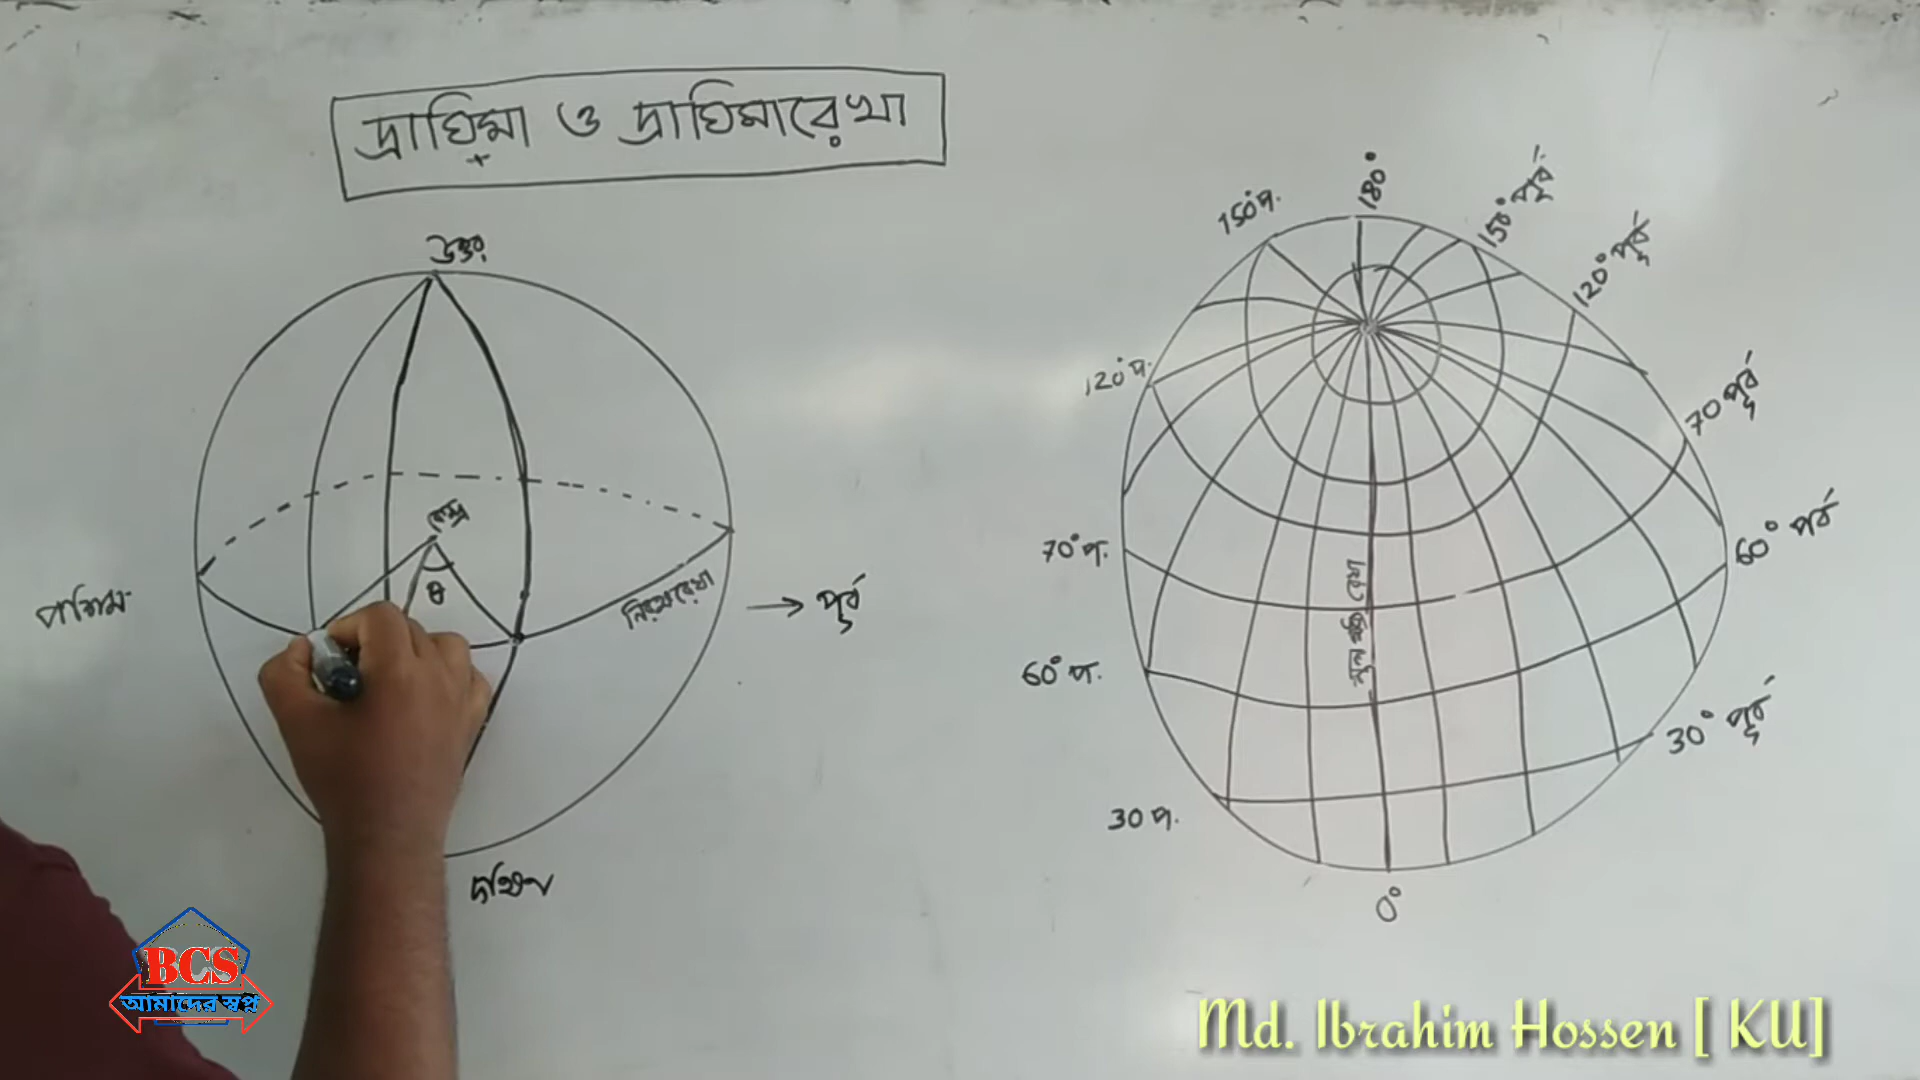 দ্রাঘিমা ও দ্রাঘিমারেখা
উত্তর
কেন্দ্র
θ
নিরক্ষরেখা
পশ্চিম
→ পূর্ব
দক্ষিণ
150° প.
180°
150° পূর্ব
120° পূর্ব
120° প.
70 পূর্ব
70° প.
60° পূর্ব
60° প.
মূল মধ্য রেখা
30° পূর্ব
30 প.
0°
BCS
আমাদের স্বপ্ন
Md. Ibrahim Hossen [ KU]